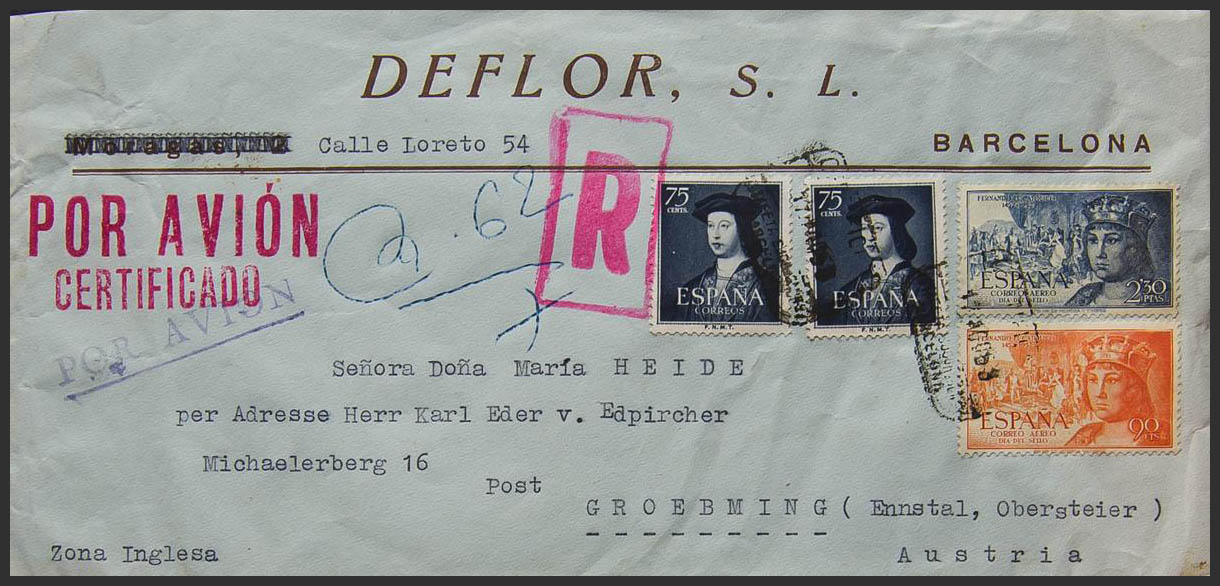 DEFLOR, S. L.
Moragas, 2 Calle Loreto 54
BARCELONA
POR AVIÓN
CERTIFICADO
POR AVION
R
75
CENTS.
ESPAÑA
CORREOS
F.N.M.T.
75
CENTS.
ESPAÑA
CORREOS
F.N.M.T.
ESPAÑA
CORREO AEREO
DIA DEL SELLO
2'30
PTAS
ESPAÑA
CORREO AEREO
DIA DEL SELLO
90
CTS.
Señora Doña María HEIDE
per Adresse Herr Karl Eder v. Edpircher
Michaelerberg 16
Post
GROEBMING ( Ennstal, Obersteier )
Zona Inglesa
Austria